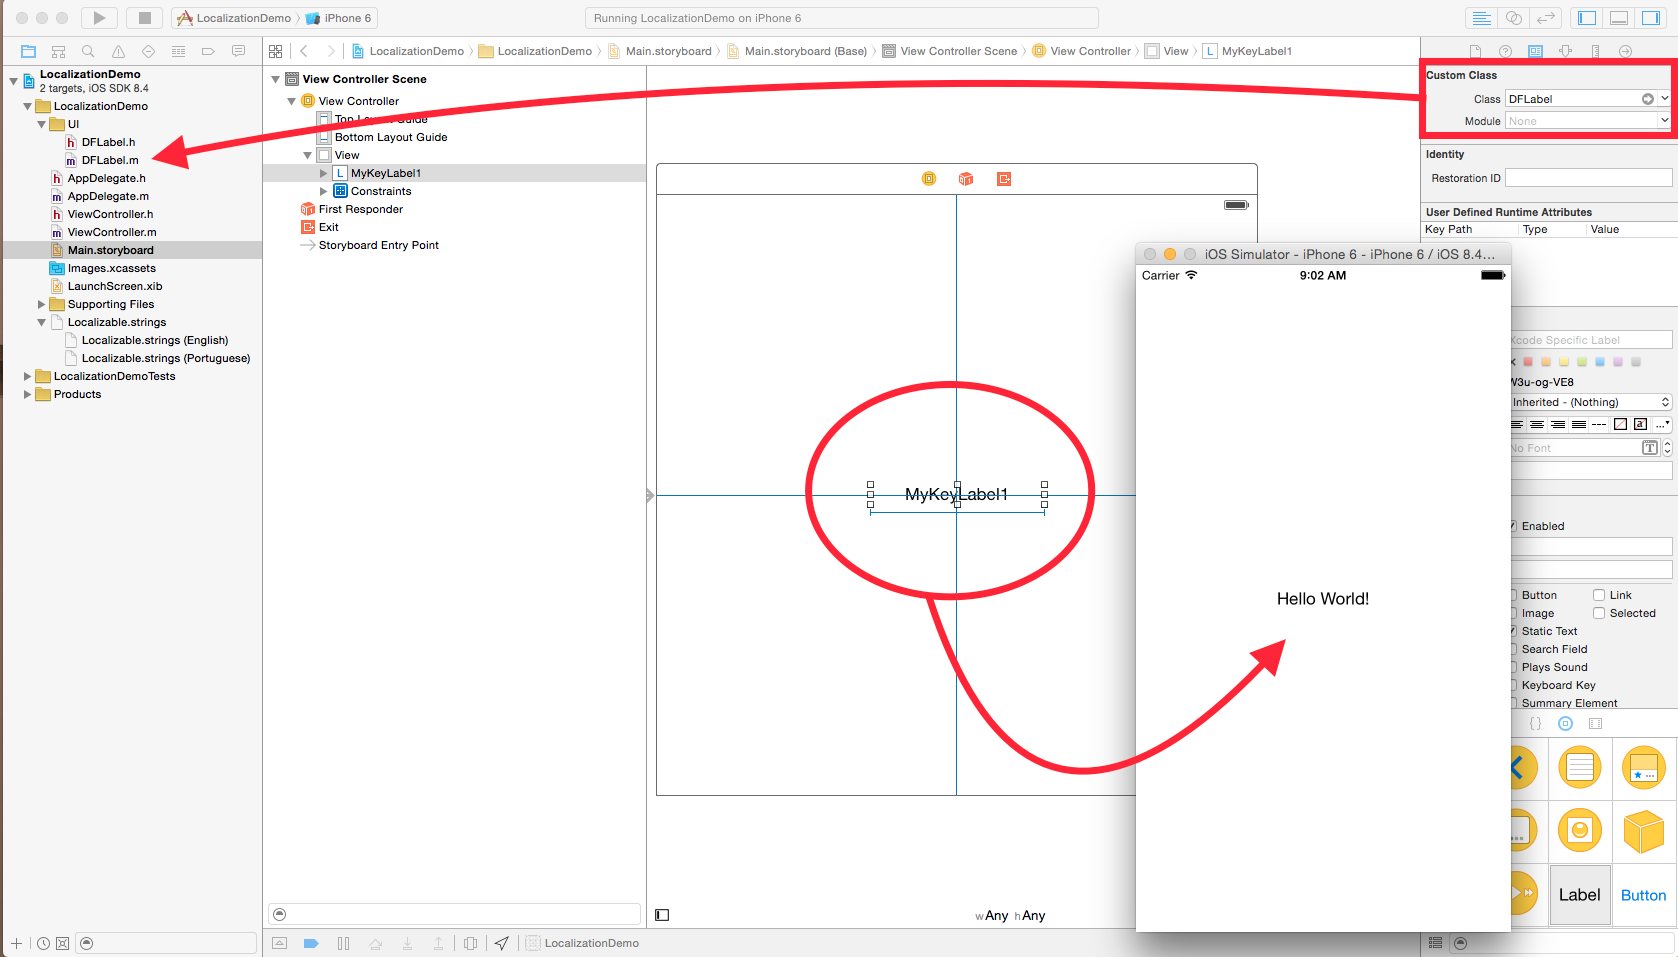 LocalizationDemo
iPhone 6
Running LocalizationDemo on iPhone 6
LocalizationDemo
LocalizationDemo
Main.storyboard
Main.storyboard (Base)
View Controller Scene
View Controller
View
L
MyKeyLabel1
LocalizationDemo
2 targets, iOS SDK 8.4
LocalizationDemo
UI
h DFLabel.h
m DFLabel.m
h AppDelegate.h
m AppDelegate.m
h ViewController.h
m ViewController.m
Main.storyboard
Images.xcassets
LaunchScreen.xib
Supporting Files
Localizable.strings
Localizable.strings (English)
Localizable.strings (Portuguese)
LocalizationDemoTests
Products
View Controller Scene
View Controller
Top Layout Guide
Bottom Layout Guide
View
L MyKeyLabel1
Constraints
First Responder
Exit
Storyboard Entry Point
MyKeyLabel1
wAny hAny
LocalizationDemo
Custom Class
Class DFLabel
Module None
Identity
Restoration ID
User Defined Runtime Attributes
Key Path Type Value
iOS Simulator - iPhone 6 - iPhone 6 / iOS 8.4...
Carrier 9:02 AM
Hello World!
Xcode Specific Label
W3u-og-VE8
Inherited - (Nothing)
No Font
Enabled
Button Link
Image Selected
Static Text
Search Field
Plays Sound
Keyboard Key
Summary Element
{ }
Label Button